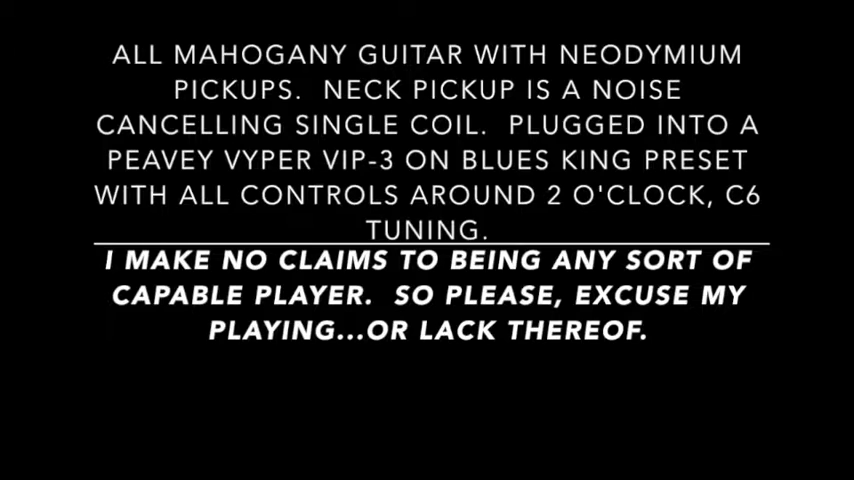 ALL MAHOGANY GUITAR WITH NEODYMIUM
PICKUPS.  NECK PICKUP IS A NOISE
CANCELLING SINGLE COIL.  PLUGGED INTO A
PEAVEY VYPER VIP-3 ON BLUES KING PRESET
WITH ALL CONTROLS AROUND 2 O'CLOCK, C6
TUNING.
I MAKE NO CLAIMS TO BEING ANY SORT OF
CAPABLE PLAYER.  SO PLEASE, EXCUSE MY
PLAYING...OR LACK THEREOF.